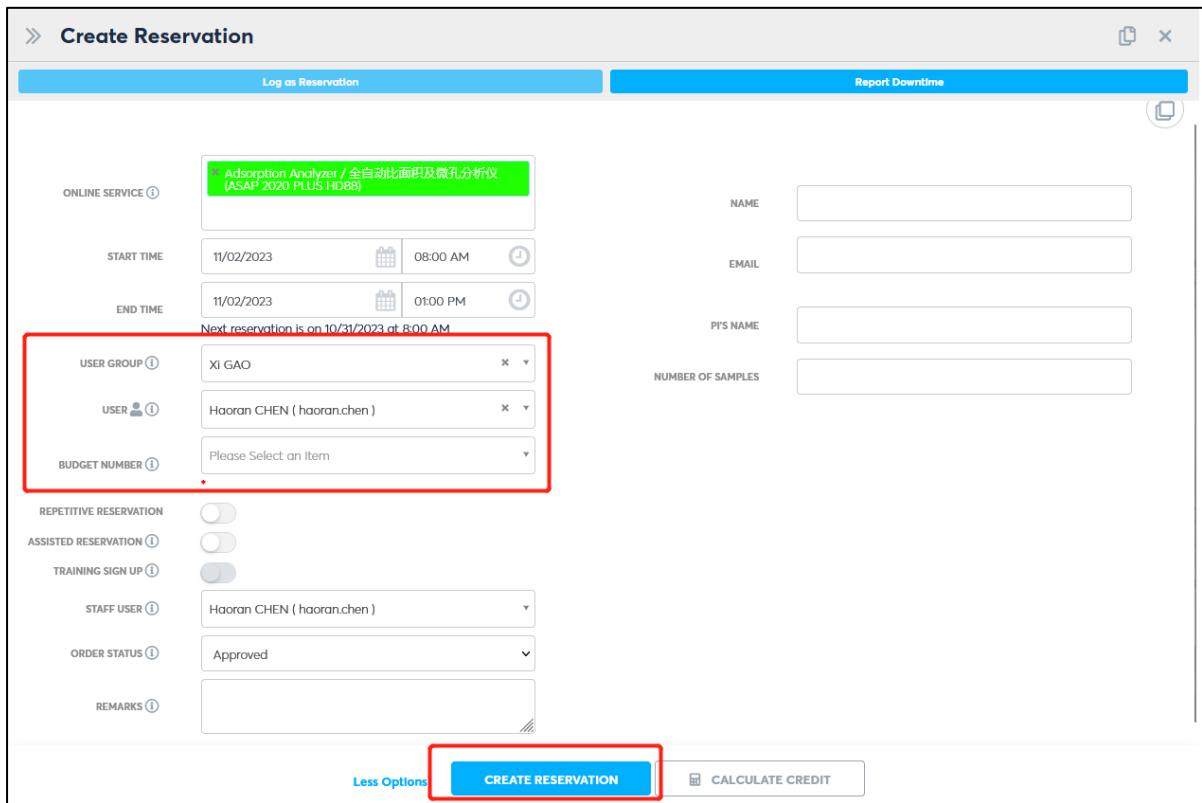 Create Reservation
Log as Reservation
Report Downtime
ONLINE SERVICE
× Adsorption Analyzer / 全自动比面积及微孔分析仪
(ASAP 2020 PLUS HD88)
START TIME
11/02/2023
08:00 AM
END TIME
11/02/2023
01:00 PM
Next reservation is on 10/31/2023 at 8:00 AM
USER GROUP
Xi GAO
USER
Haoran CHEN ( haoran.chen )
BUDGET NUMBER
Please Select an Item
*
REPETITIVE RESERVATION
ASSISTED RESERVATION
TRAINING SIGN UP
STAFF USER
Haoran CHEN ( haoran.chen )
ORDER STATUS
Approved
REMARKS
NAME
EMAIL
PI'S NAME
NUMBER OF SAMPLES
Less Options
CREATE RESERVATION
CALCULATE CREDIT